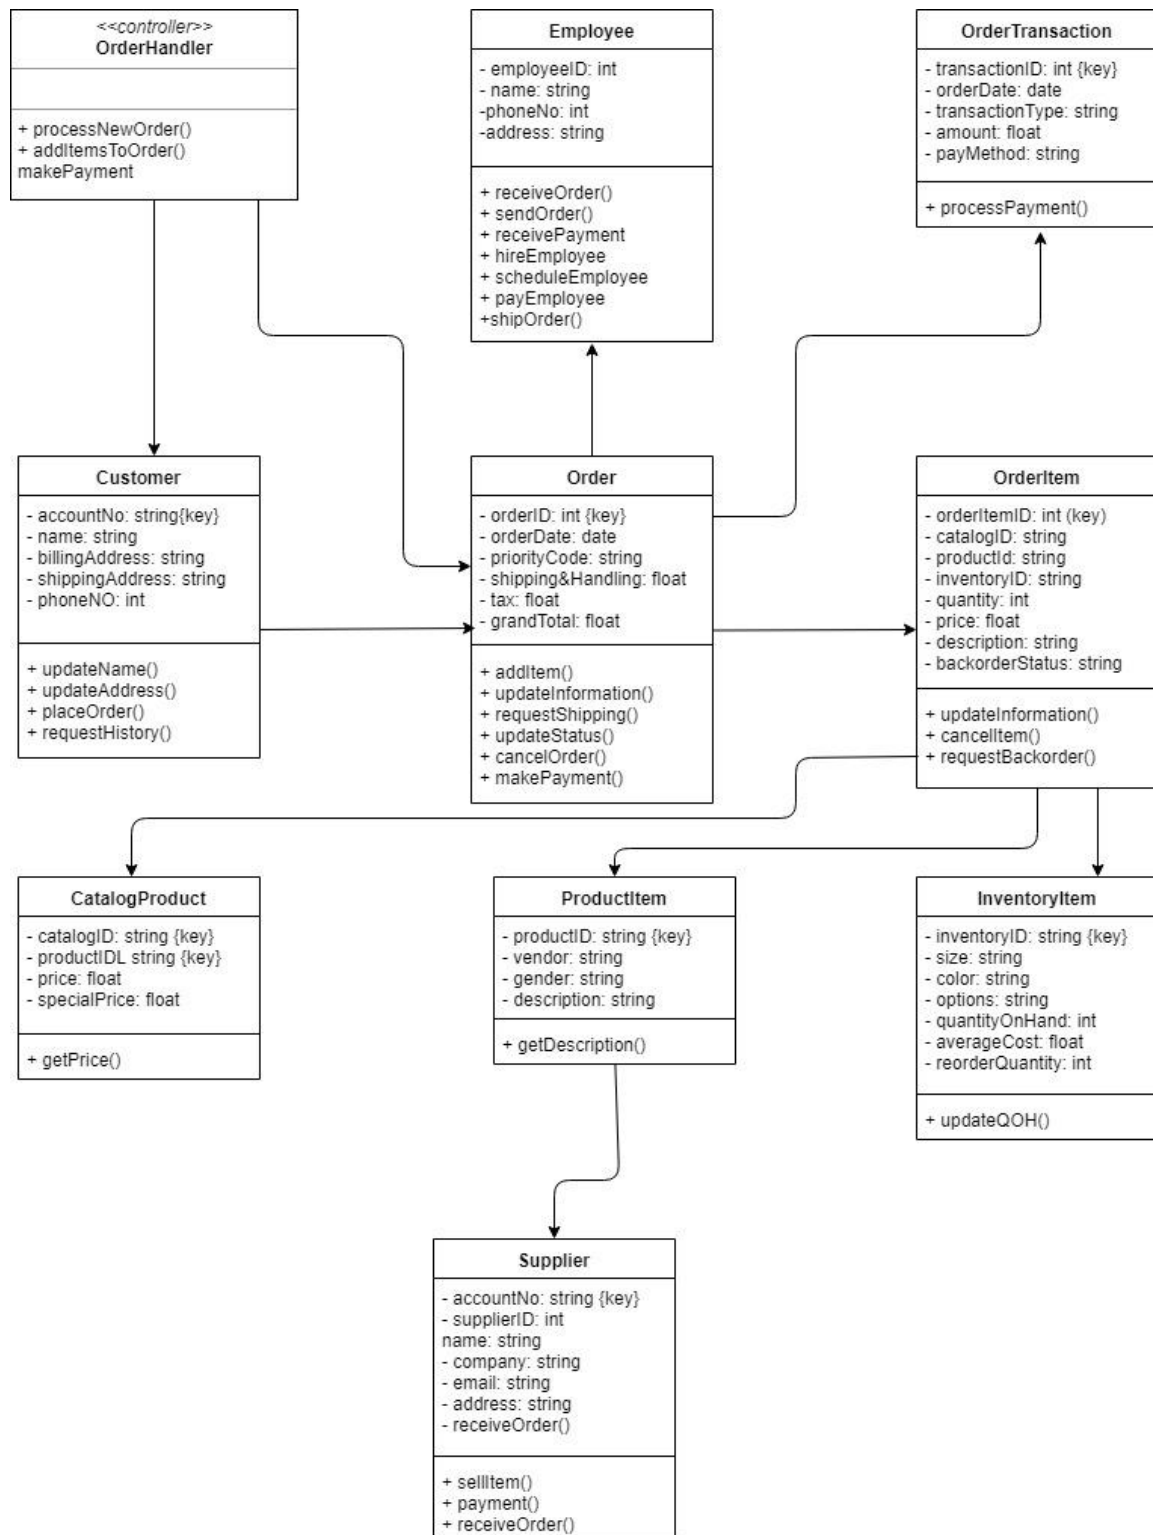 <<controller>>
OrderHandler
+ processNewOrder()
+ addItemsToOrder()
makePayment
Employee
- employeeID: int
- name: string
-phoneNo: int
-address: string
+ receiveOrder()
+ sendOrder()
+ receivePayment
+ hireEmployee
+ scheduleEmployee
+ payEmployee
+shipOrder()
OrderTransaction
- transactionID: int {key}
- orderDate: date
- transactionType: string
- amount: float
- payMethod: string
+ processPayment()
Customer
- accountNo: string{key}
- name: string
- billingAddress: string
- shippingAddress: string
- phoneNO: int
+ updateName()
+ updateAddress()
+ placeOrder()
+ requestHistory()
Order
- orderID: int {key}
- orderDate: date
- priorityCode: string
- shipping&Handling: float
- tax: float
- grandTotal: float
+ addItem()
+ updateInformation()
+ requestShipping()
+ updateStatus()
+ cancelOrder()
+ makePayment()
OrderItem
- orderItemID: int (key)
- catalogID: string
- productId: string
- inventoryID: string
- quantity: int
- price: float
- description: string
- backorderStatus: string
+ updateInformation()
+ cancelItem()
+ requestBackorder()
CatalogProduct
- catalogID: string {key}
- productIDL string {key}
- price: float
- specialPrice: float
+ getPrice()
ProductItem
- productID: string {key}
- vendor: string
- gender: string
- description: string
+ getDescription()
InventoryItem
- inventoryID: string {key}
- size: string
- color: string
- options: string
- quantityOnHand: int
- averageCost: float
- reorderQuantity: int
+ updateQOH()
Supplier
- accountNo: string {key}
- supplierID: int
name: string
- company: string
- email: string
- address: string
- receiveOrder()
+ sellItem()
+ payment()
+ receiveOrder()